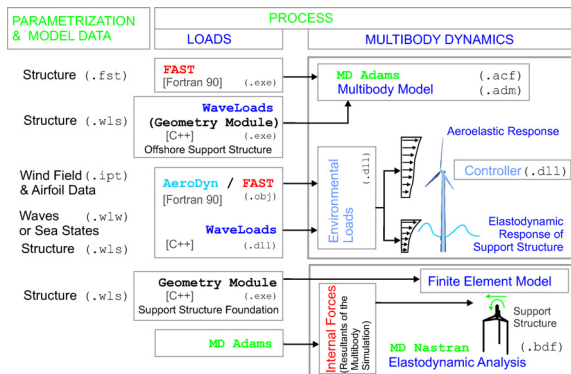 PARAMETRIZATION
& MODEL DATA
PROCESS
LOADS
MULTIBODY DYNAMICS
Structure (.fst)
FAST
[Fortran 90] (.exe)
MD Adams (.acf)
Multibody Model (.adm)
Structure (.wls)
WaveLoads
(Geometry Module)
[C++] (.exe)
Offshore Support Structure
Wind Field (.ipt)
& Airfoil Data
AeroDyn / FAST
[Fortran 90] (.obj)
Waves (.wlw)
or Sea States
Structure (.wls)
WaveLoads
[C++] (.dll)
Environmental
Loads
(.dll)
Aeroelastic Response
Controller (.dll)
Elastodynamic
Response of
Support Structure
Structure (.wls)
Geometry Module
[C++] (.exe)
Support Structure Foundation
MD Adams
Internal Forces
(Resultants of the
Multibody
Simulation)
Finite Element Model
Support
Structure
MD Nastran (.bdf)
Elastodynamic Analysis